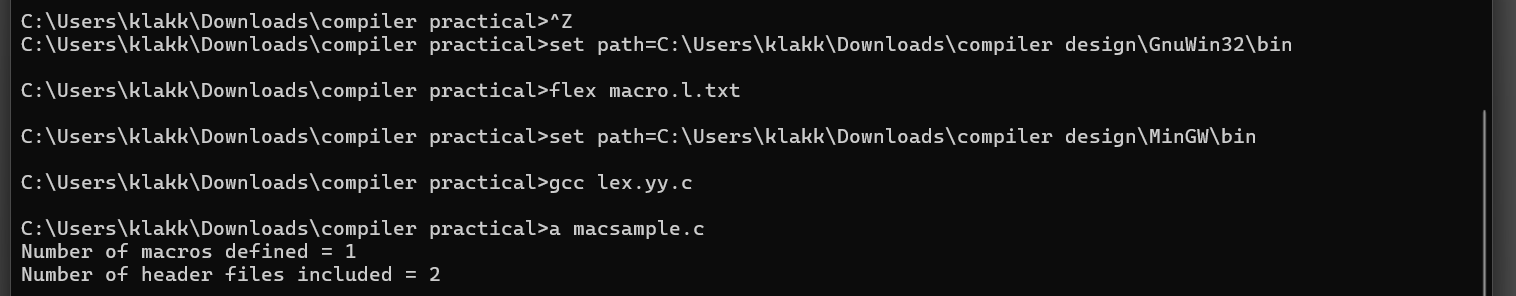 C:\Users\klakk\Downloads\compiler practical>^Z
C:\Users\klakk\Downloads\compiler practical>set path=C:\Users\klakk\Downloads\compiler design\GnuWin32\bin
C:\Users\klakk\Downloads\compiler practical>flex macro.l.txt
C:\Users\klakk\Downloads\compiler practical>set path=C:\Users\klakk\Downloads\compiler design\MinGW\bin
C:\Users\klakk\Downloads\compiler practical>gcc lex.yy.c
C:\Users\klakk\Downloads\compiler practical>a macsample.c
Number of macros defined = 1
Number of header files included = 2